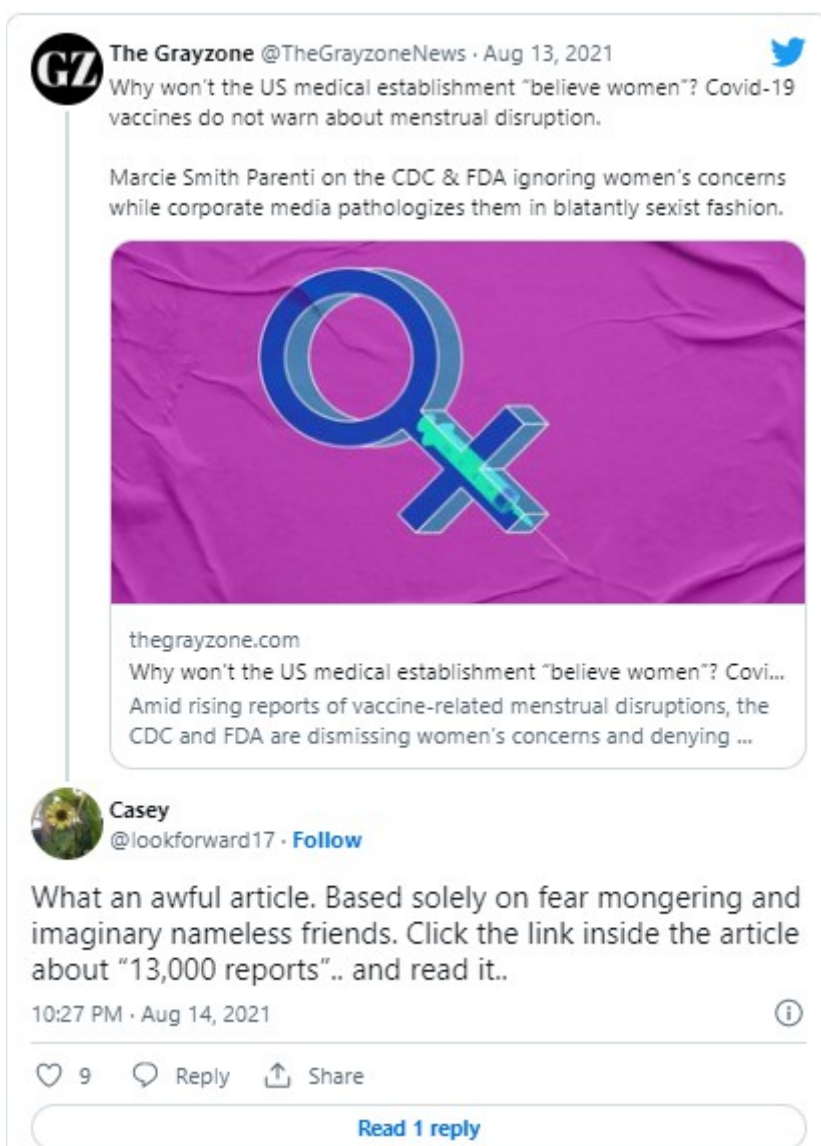 GZ
The Grayzone @TheGrayzoneNews · Aug 13, 2021
Why won't the US medical establishment “believe women”? Covid-19
vaccines do not warn about menstrual disruption.
Marcie Smith Parenti on the CDC & FDA ignoring women's concerns
while corporate media pathologizes them in blatantly sexist fashion.
thegrayzone.com
Why won't the US medical establishment “believe women”? Covi...
Amid rising reports of vaccine-related menstrual disruptions, the
CDC and FDA are dismissing women's concerns and denying ...
Casey
@lookforward17 · Follow
What an awful article. Based solely on fear mongering and
imaginary nameless friends. Click the link inside the article
about “13,000 reports”.. and read it..
10:27 PM · Aug 14, 2021
9 Reply Share
Read 1 reply